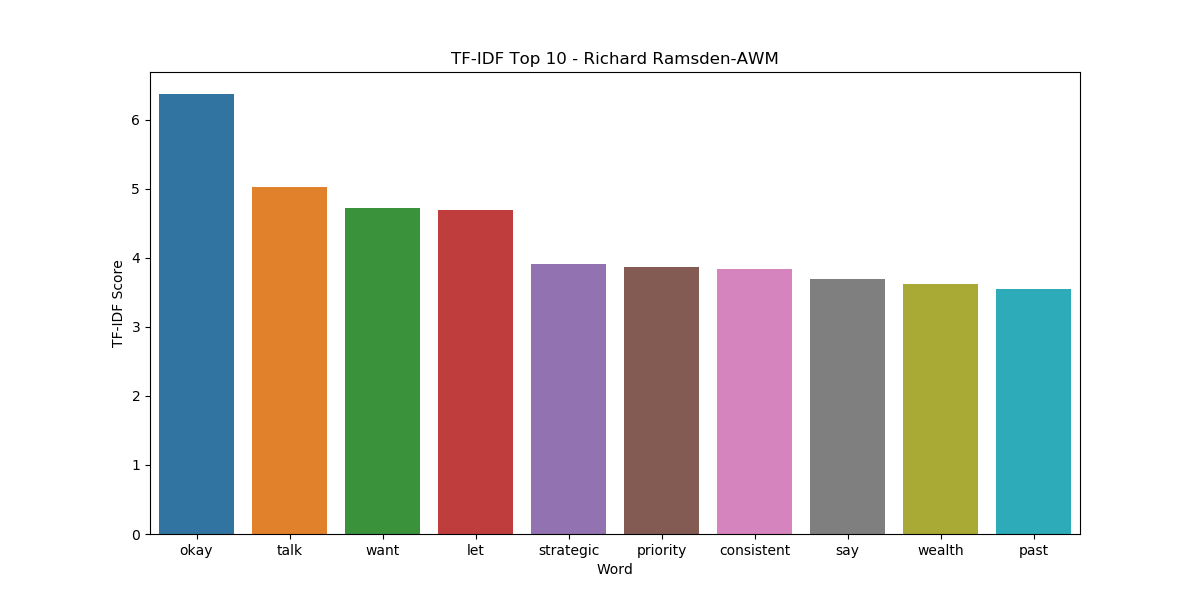 TF-IDF Top 10 - Richard Ramsden-AWM
TF-IDF Score
6
5
4
3
2
1
0
okay talk want let strategic priority consistent say wealth past
Word